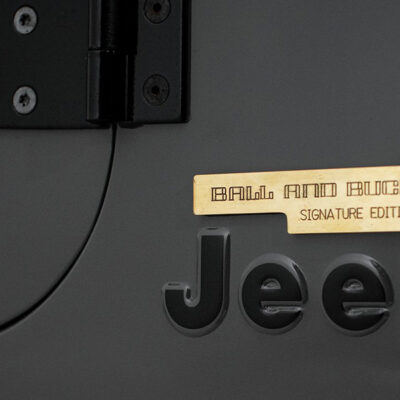 BALL AND BUC
SIGNATURE EDITI
Jee